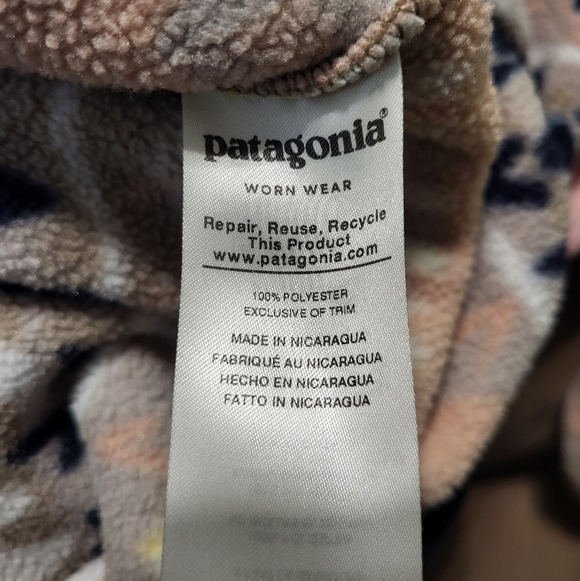 patagonia®
WORN WEAR
Repair, Reuse, Recycle
This Product
www.patagonia.com
100% POLYESTER
EXCLUSIVE OF TRIM
MADE IN NICARAGUA
FABRIQUÉ AU NICARAGUA
HECHO EN NICARAGUA
FATTO IN NICARAGUA